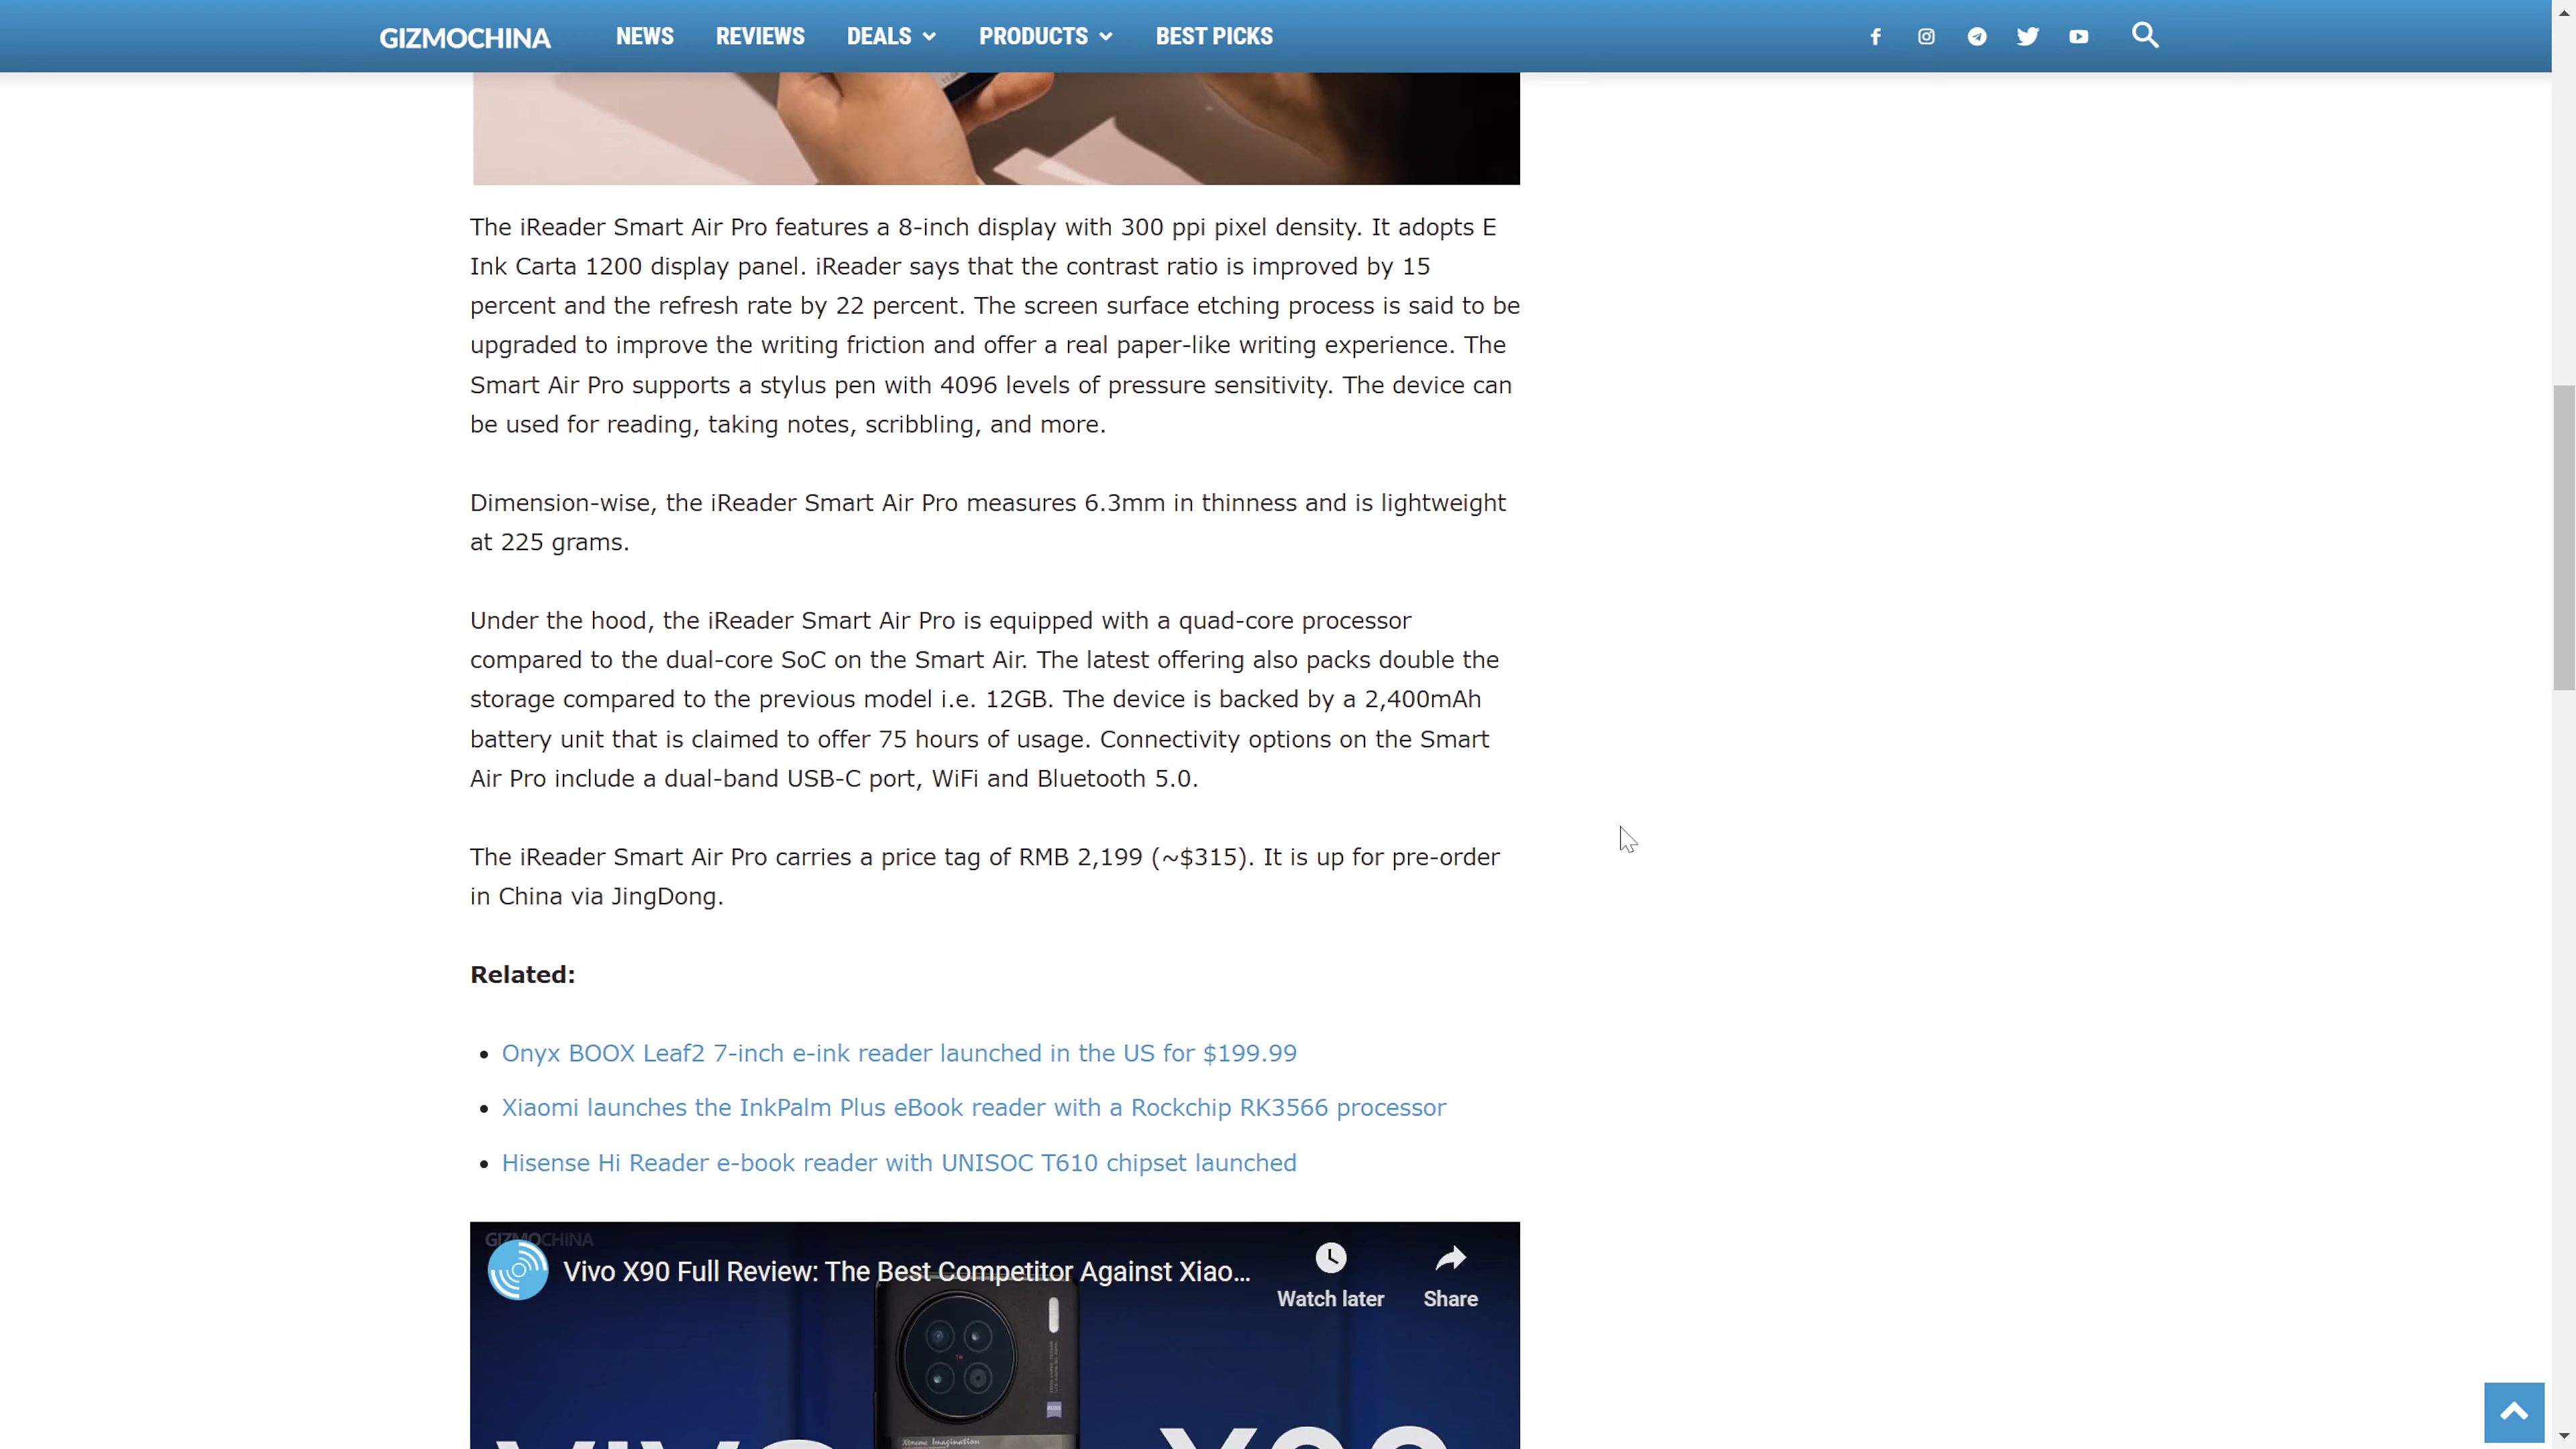 GIZMOCHINA NEWS REVIEWS DEALS PRODUCTS BEST PICKS
The iReader Smart Air Pro features a 8-inch display with 300 ppi pixel density. It adopts E
Ink Carta 1200 display panel. iReader says that the contrast ratio is improved by 15
percent and the refresh rate by 22 percent. The screen surface etching process is said to be
upgraded to improve the writing friction and offer a real paper-like writing experience. The
Smart Air Pro supports a stylus pen with 4096 levels of pressure sensitivity. The device can
be used for reading, taking notes, scribbling, and more.
Dimension-wise, the iReader Smart Air Pro measures 6.3mm in thinness and is lightweight
at 225 grams.
Under the hood, the iReader Smart Air Pro is equipped with a quad-core processor
compared to the dual-core SoC on the Smart Air. The latest offering also packs double the
storage compared to the previous model i.e. 12GB. The device is backed by a 2,400mAh
battery unit that is claimed to offer 75 hours of usage. Connectivity options on the Smart
Air Pro include a dual-band USB-C port, WiFi and Bluetooth 5.0.
The iReader Smart Air Pro carries a price tag of RMB 2,199 (~$315). It is up for pre-order
in China via JingDong.
Related:
• Onyx BOOX Leaf2 7-inch e-ink reader launched in the US for $199.99
• Xiaomi launches the InkPalm Plus eBook reader with a Rockchip RK3566 processor
• Hisense Hi Reader e-book reader with UNISOC T610 chipset launched
GIZMOCHINA
Vivo X90 Full Review: The Best Competitor Against Xiao...
Watch later Share
Xtreme Imagination
VIVO X90